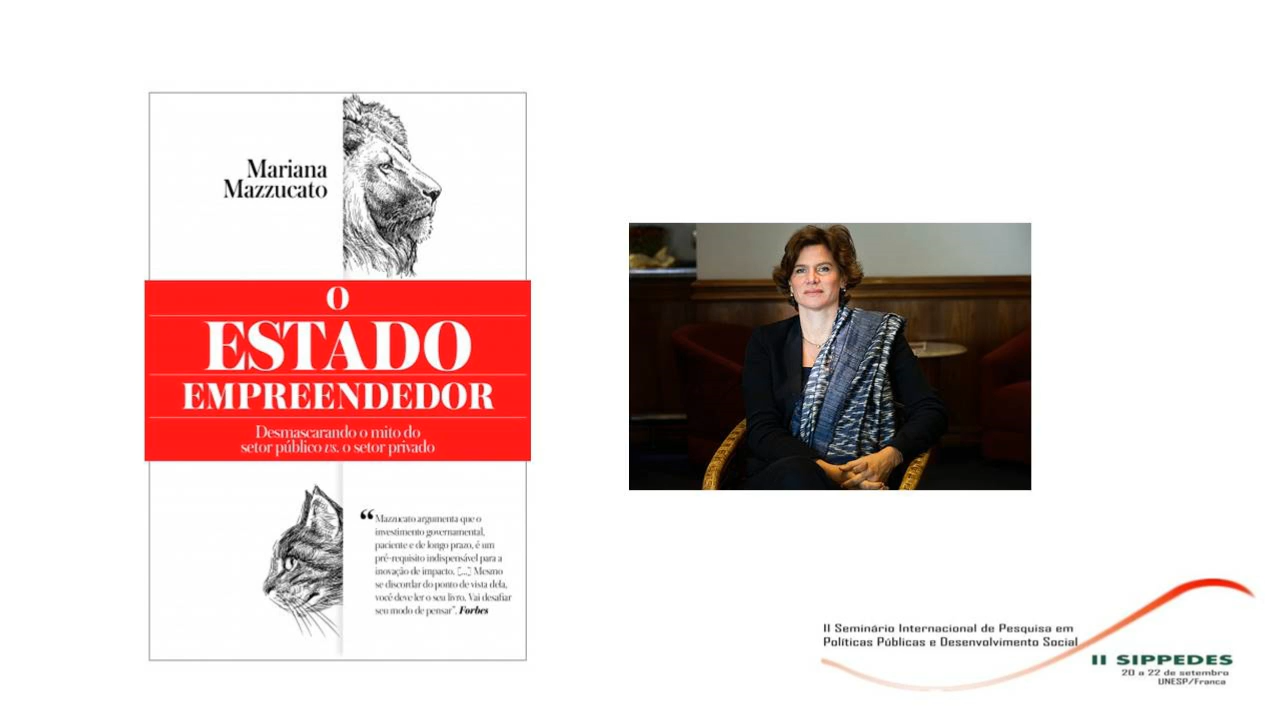 Mariana
Mazzucato
O
ESTADO
EMPREENDEDOR
Desmascarando o mito do
setor público vs. o setor privado
“Mazzucato argumenta que o
investimento governamental,
paciente e de longo prazo, é um
pré-requisito indispensável para a
inovação de impacto. [...] Mesmo
se discordar do ponto de vista dela,
você deve ler o seu livro. Vai desafiar
seu modo de pensar”. Forbes
II Seminário Internacional de Pesquisa em
Políticas Públicas e Desenvolvimento Social
II SIPPEDES
20 a 22 de setembro
UNESP/Franca